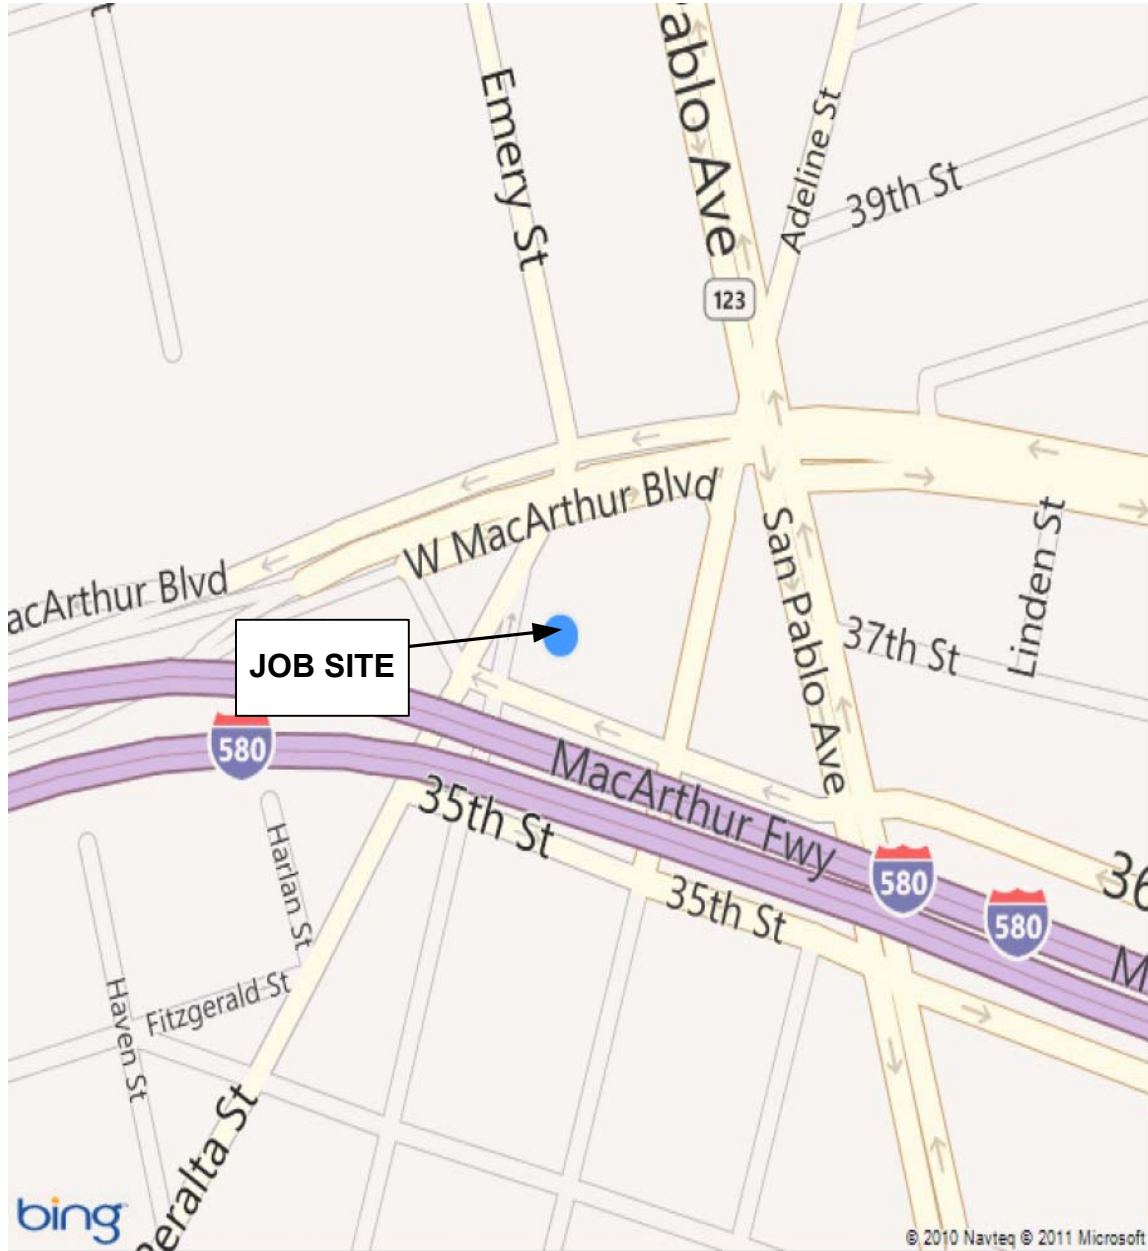 Emery St
ablo Ave
Adeline St
39th St
123
W MacArthur Blvd
acArthur Blvd
San Pablo Ave
Linden St
37th St
JOB SITE
580
MacArthur Fwy
35th St
580
580
36
35th St
M
Harlan St
Haven St
Fitzgerald St
Peralta St
bing
© 2010 Navteq © 2011 Microsoft